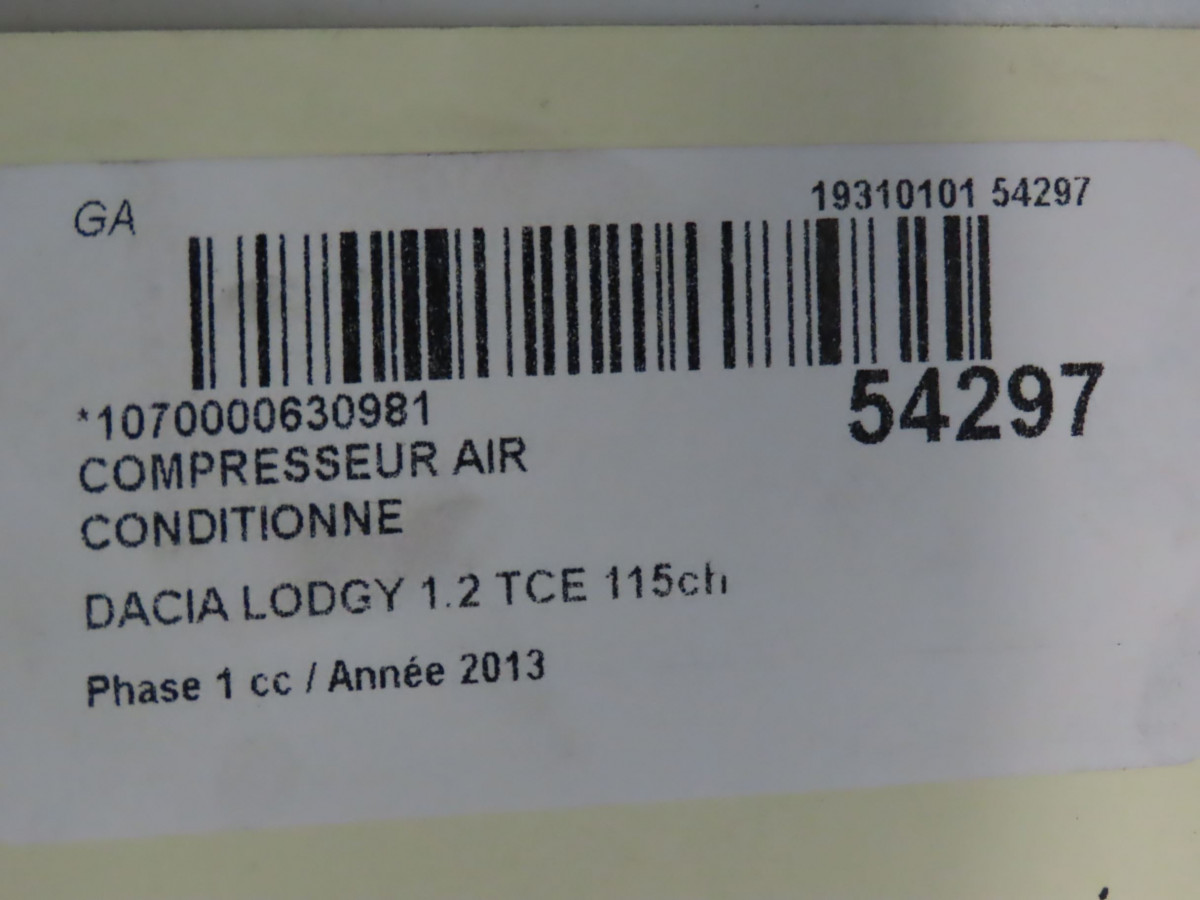 GA
19310101 54297
*1070000630981
54297
COMPRESSEUR AIR
CONDITIONNE
DACIA LODGY 1.2 TCE 115ch
Phase 1 cc / Année 2013